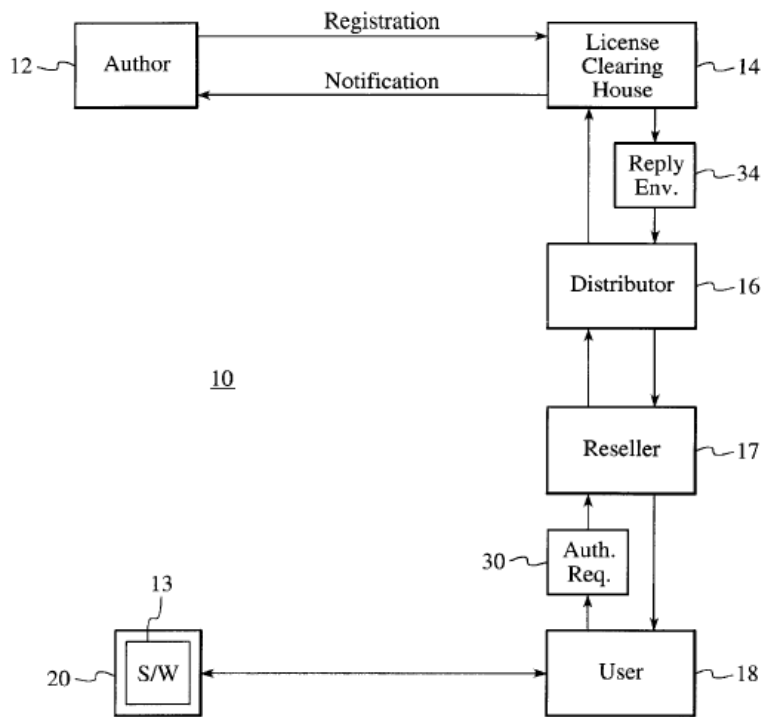 Registration
12
Author
License
Clearing
House
14
Notification
Reply
Env.
34
Distributor
16
10
Reseller
17
30
Auth.
Req.
13
20
S/W
User
18